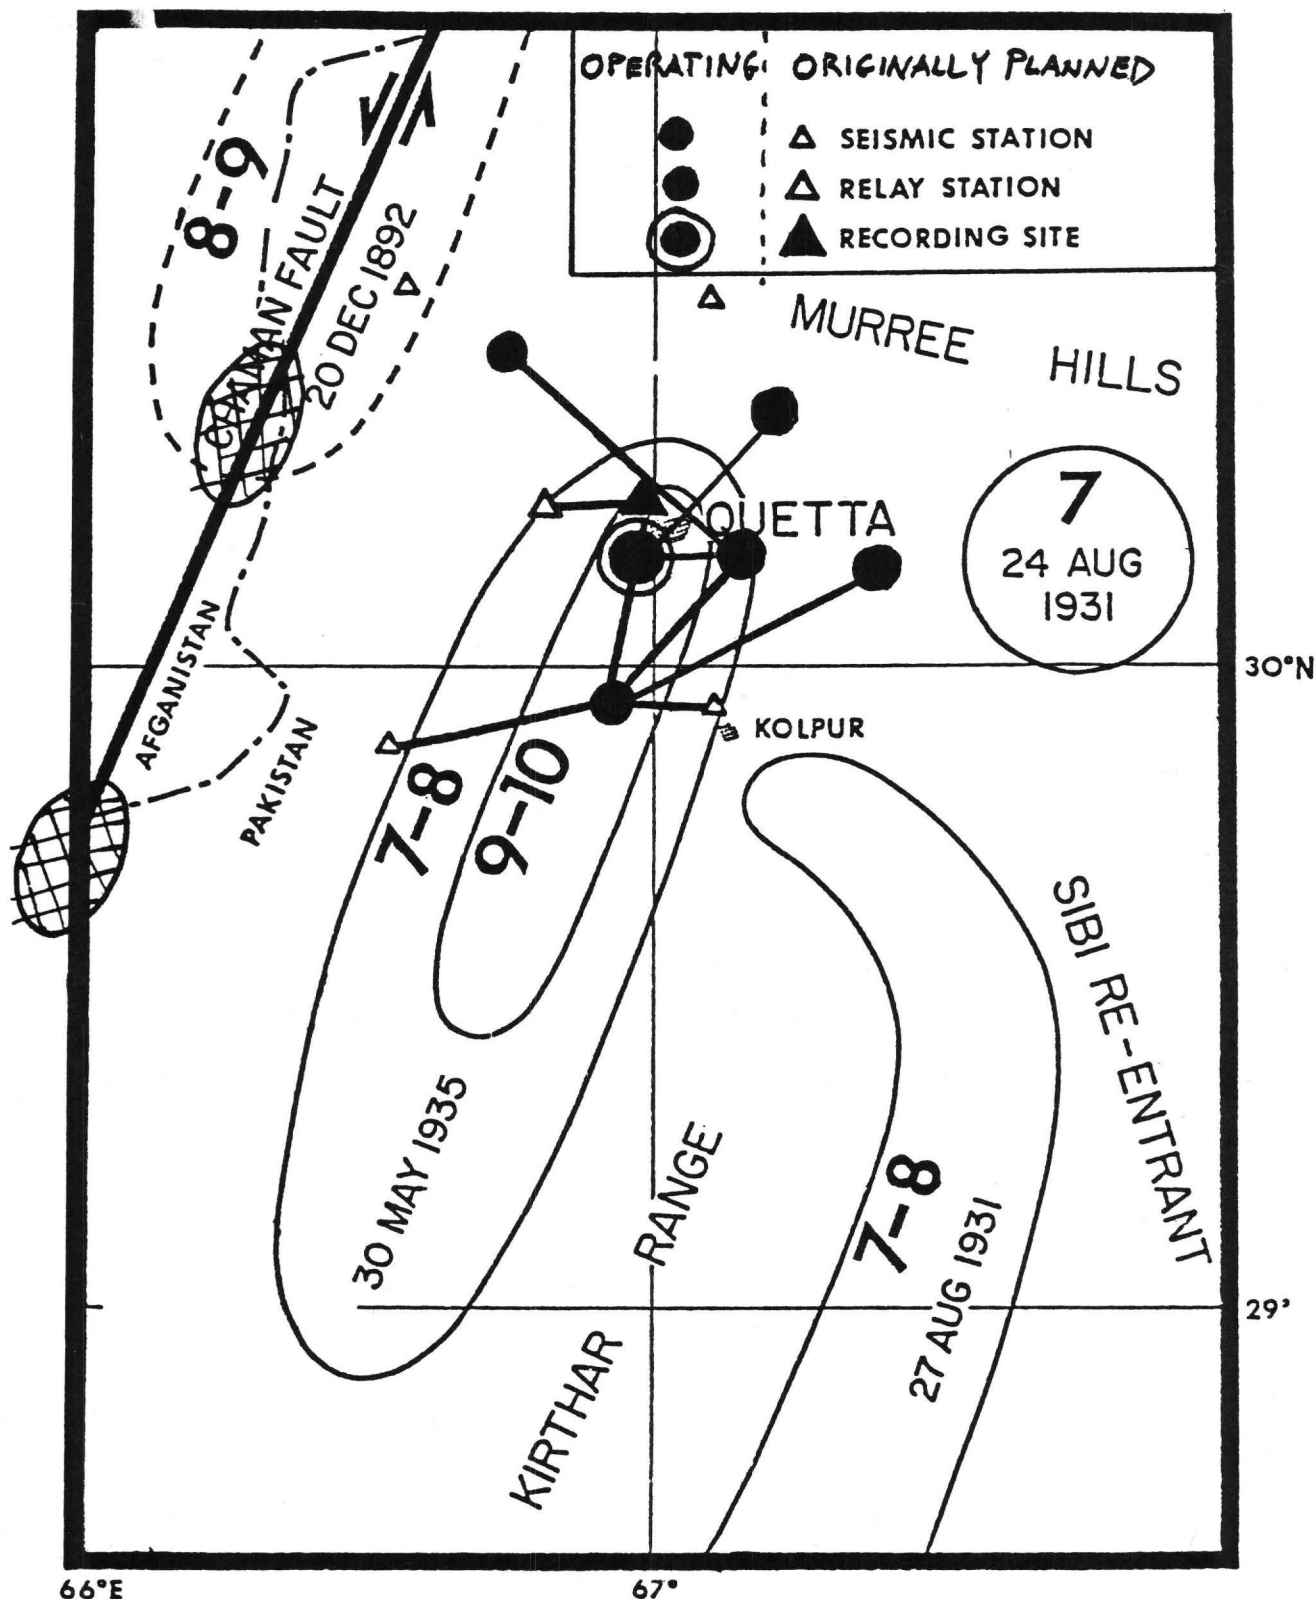 OPERATING ORIGINALLY PLANNED
SEISMIC STATION
RELAY STATION
RECORDING SITE
8-9
CHAMAN FAULT
20 DEC 1892
MURREE HILLS
QUETTA
7
24 AUG
1931
30°N
AFGANISTAN
PAKISTAN
KOLPUR
7-8
9-10
SIBI RE-ENTRANT
30 MAY 1935
KIRTHAR RANGE
7-8
27 AUG 1931
29'
66°E
67°